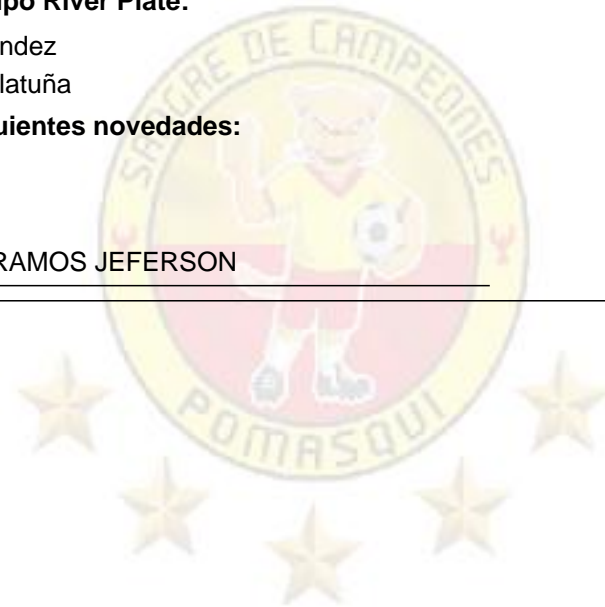 po River Plate:
ndez
latuña
uientes novedades:
SANGRE DE CAMPEONES
RAMOS JEFERSON
POMASQUI